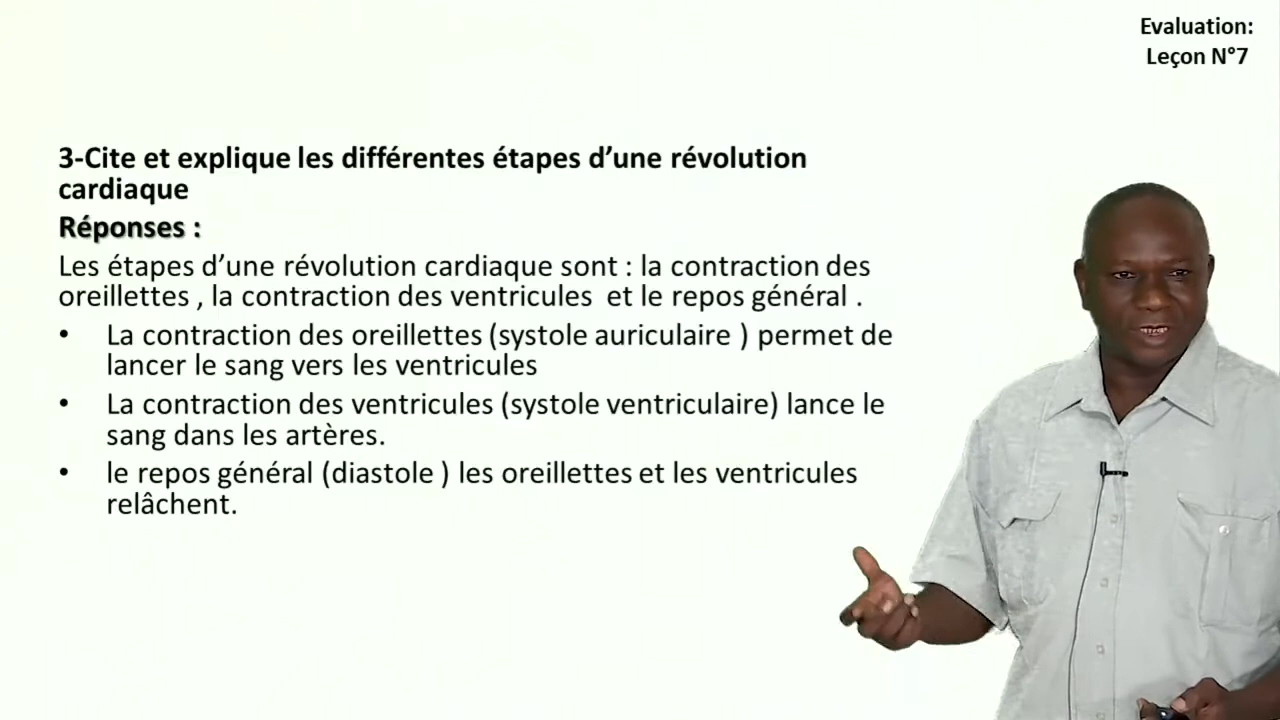 Evaluation:
Leçon N°7
3-Cite et explique les différentes étapes d’une révolution
cardiaque
Réponses :
Les étapes d’une révolution cardiaque sont : la contraction des
oreillettes , la contraction des ventricules et le repos général .
• La contraction des oreillettes (systole auriculaire ) permet de
lancer le sang vers les ventricules
• La contraction des ventricules (systole ventriculaire) lance le
sang dans les artères.
• le repos général (diastole ) les oreillettes et les ventricules
relâchent.